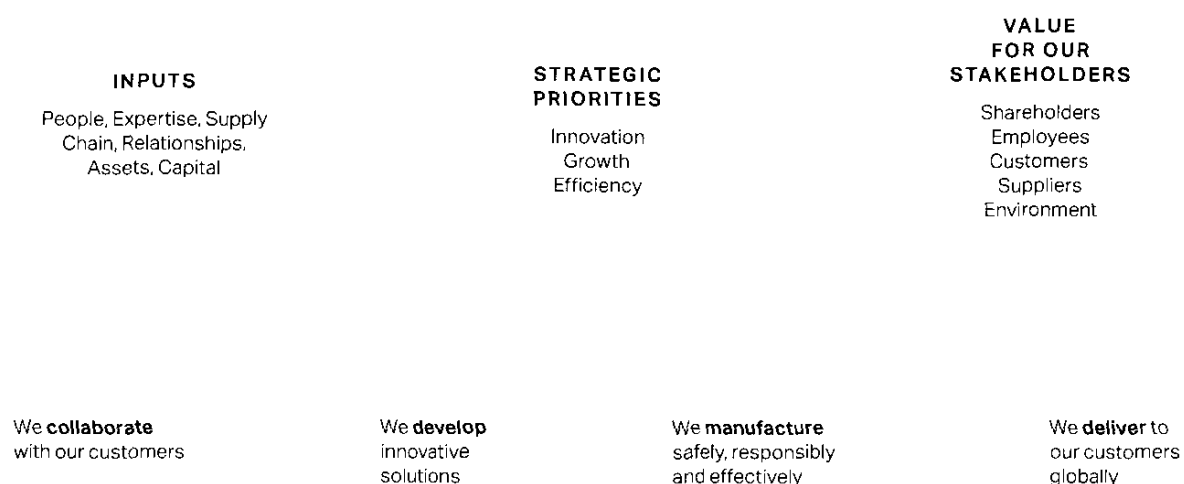 INPUTS
People, Expertise, Supply
Chain, Relationships,
Assets, Capital
STRATEGIC
PRIORITIES
Innovation
Growth
Efficiency
VALUE
FOR OUR
STAKEHOLDERS
Shareholders
Employees
Customers
Suppliers
Environment
We collaborate
with our customers
We develop
innovative
solutions
We manufacture
safely, responsibly
and effectively
We deliver to
our customers
globally